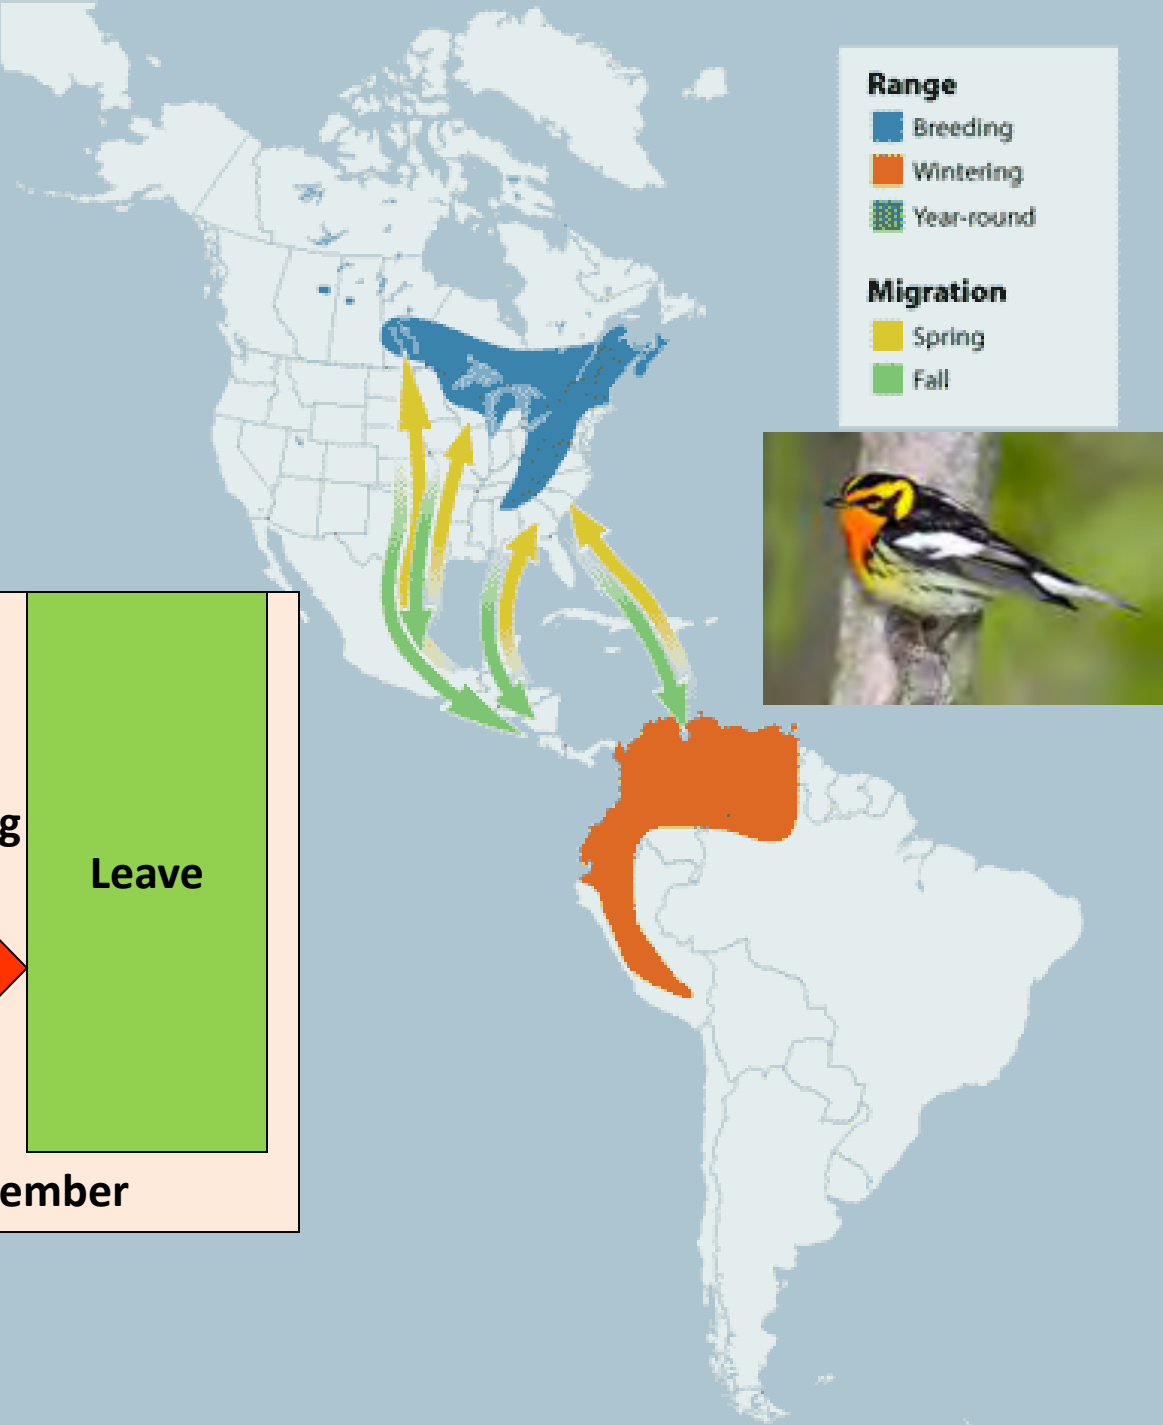 Range
Breeding
Wintering
Year-round
Migration
Spring
Fall
g
Leave
ember